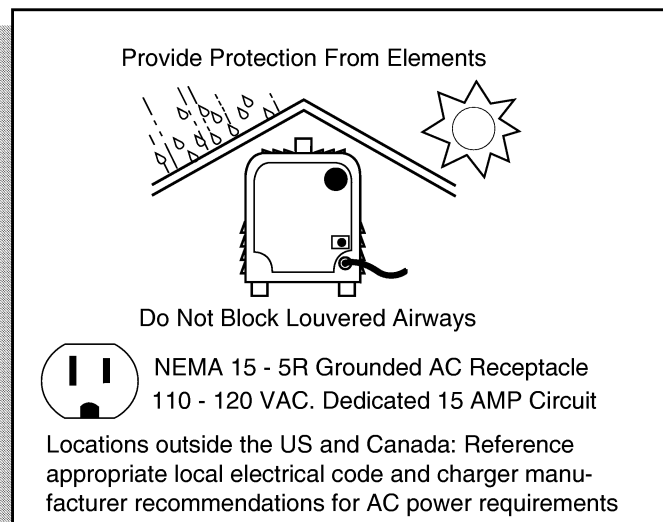 Provide Protection From Elements
Do Not Block Louvered Airways
NEMA 15 - 5R Grounded AC Receptacle
110 - 120 VAC. Dedicated 15 AMP Circuit
Locations outside the US and Canada: Reference
appropriate local electrical code and charger manu-
facturer recommendations for AC power requirements